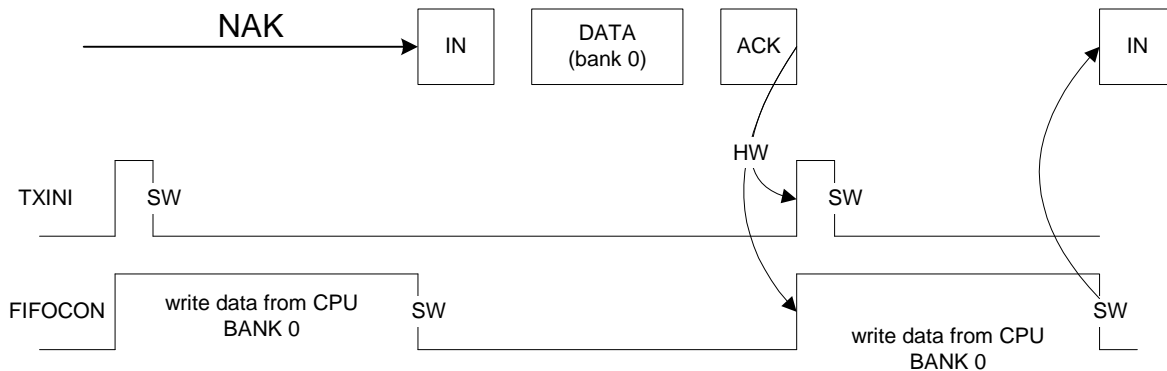 NAK
IN
DATA
(bank 0)
ACK
IN
HW
TXINI
SW
SW
FIFOCON
write data from CPU
BANK 0
SW
write data from CPU
BANK 0
SW